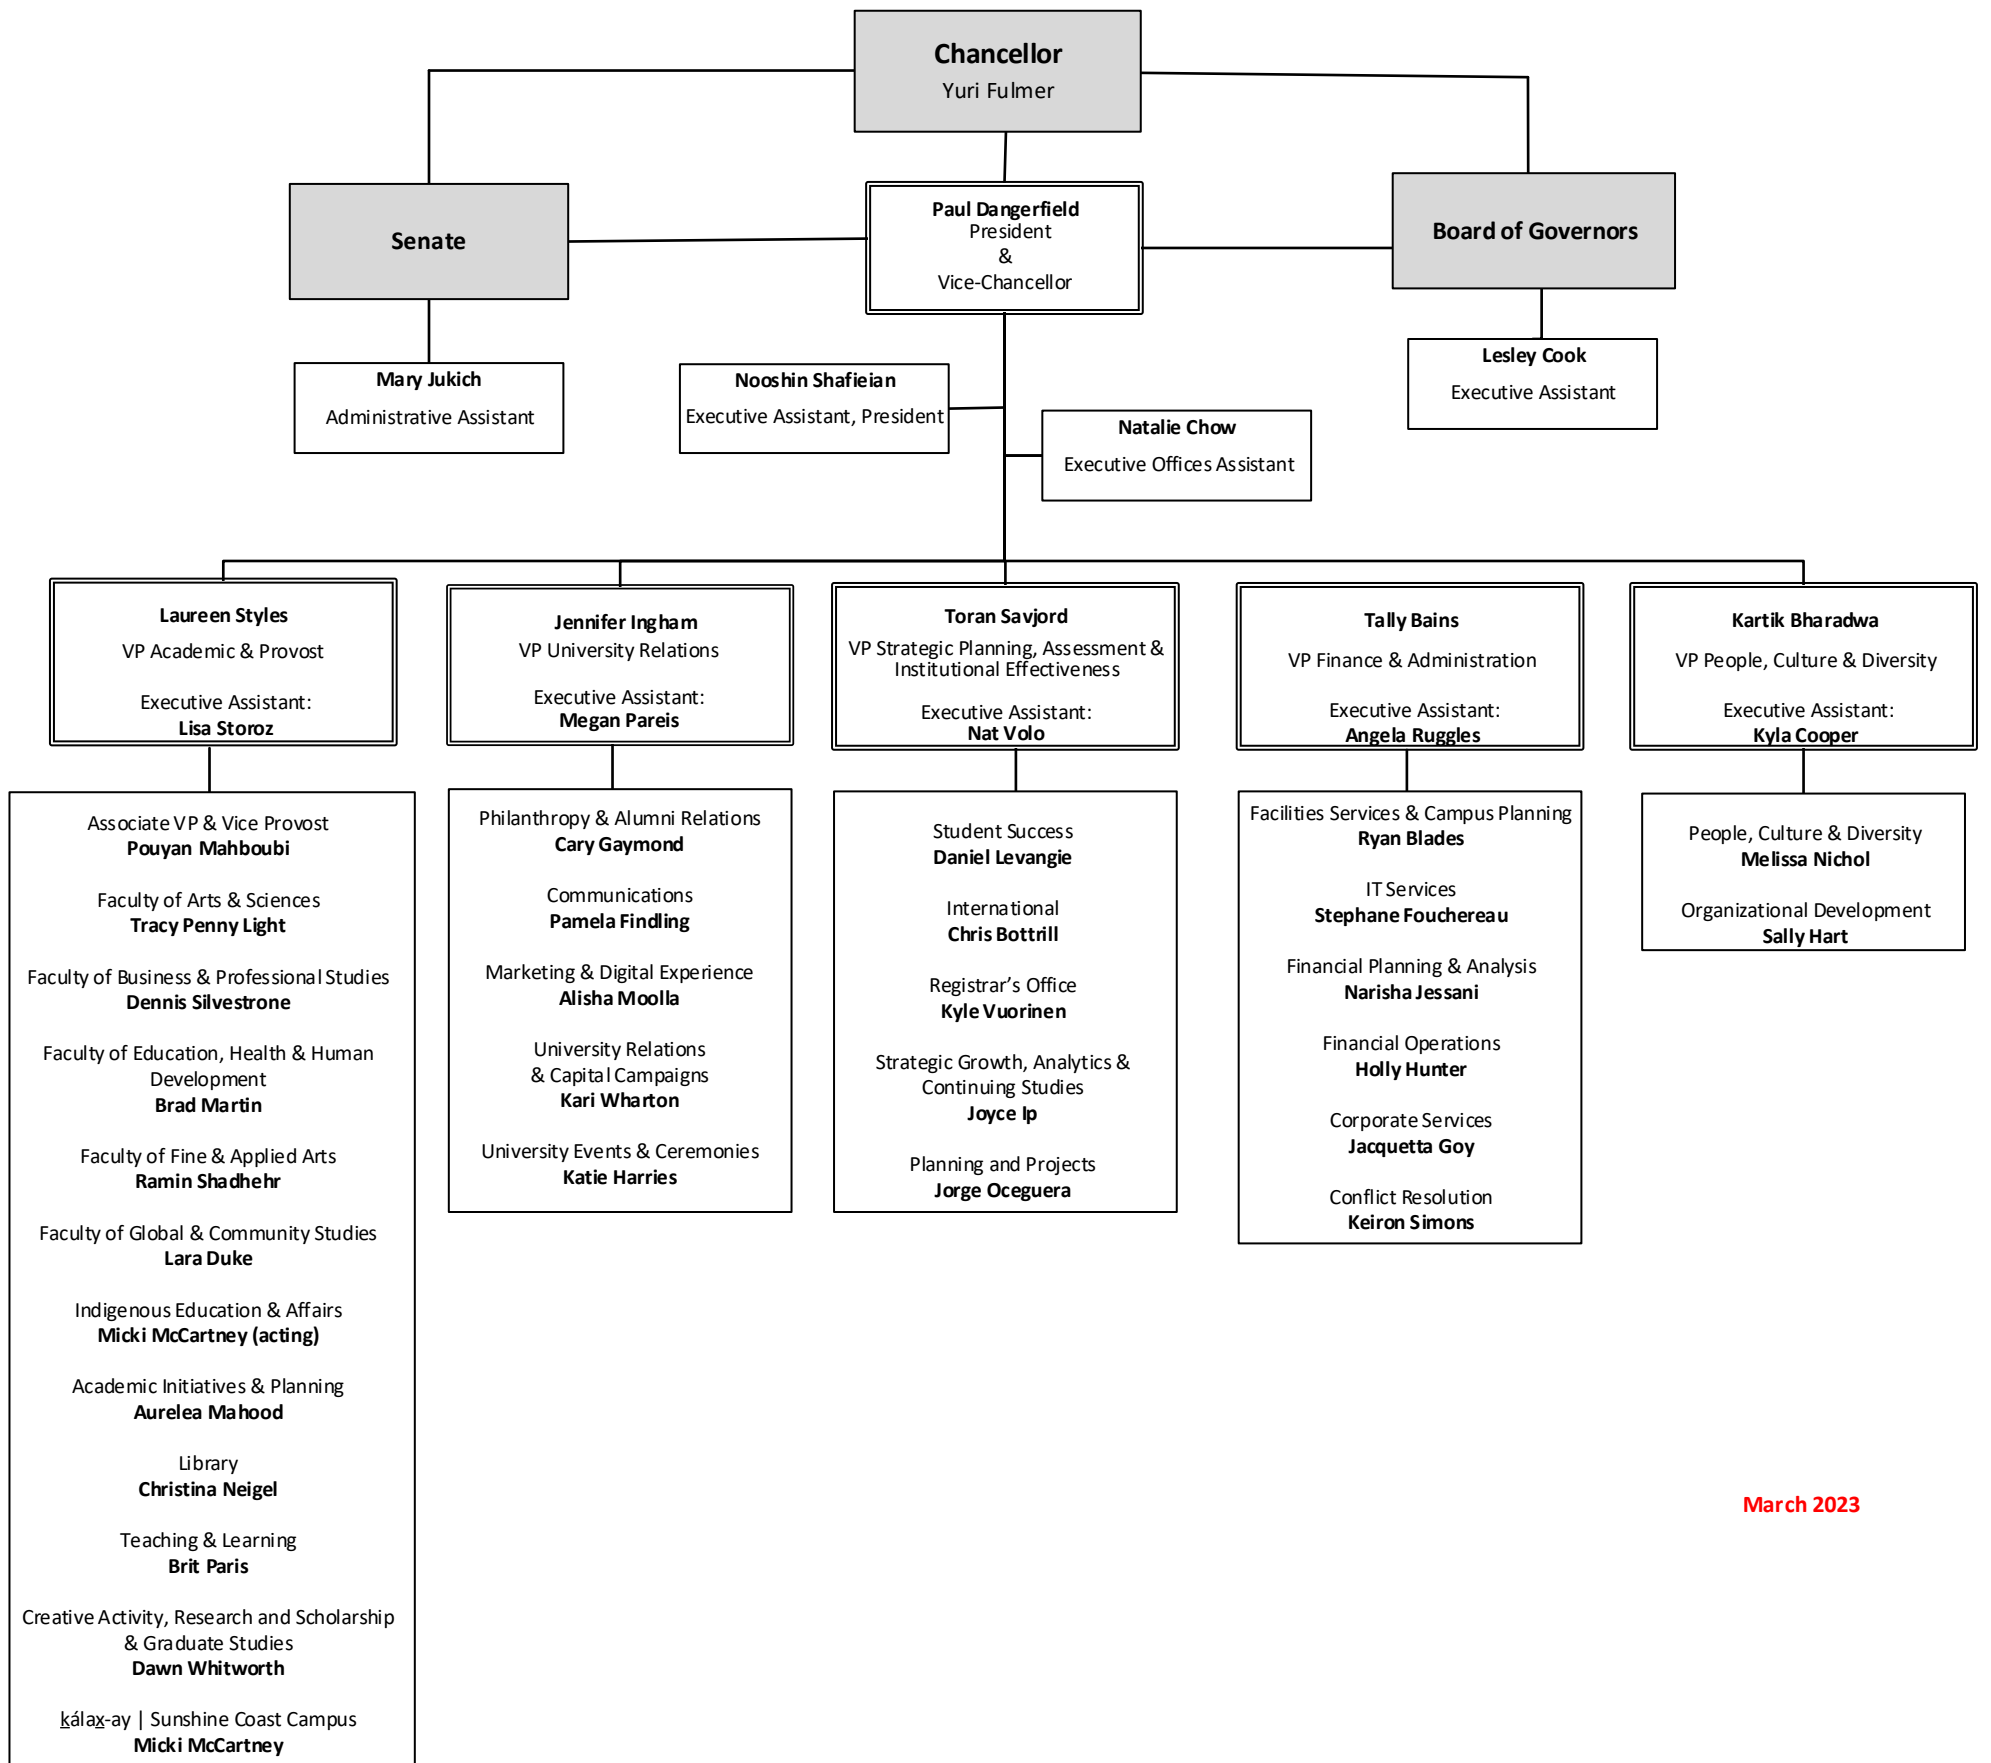 Chancellor
Yuri Fulmer
Senate
Paul Dangerfield
President
&
Vice-Chancellor
Board of Governors
Mary Jukich
Administrative Assistant
Nooshin Shafieian
Executive Assistant, President
Natalie Chow
Executive Offices Assistant
Lesley Cook
Executive Assistant
Laureen Styles
VP Academic & Provost
Executive Assistant:
Lisa Storoz
Jennifer Ingham
VP University Relations
Executive Assistant:
Megan Pareis
Toran Savjord
VP Strategic Planning, Assessment &
Institutional Effectiveness
Executive Assistant:
Nat Volo
Tally Bains
VP Finance & Administration
Executive Assistant:
Angela Ruggles
Kartik Bharadwa
VP People, Culture & Diversity
Executive Assistant:
Kyla Cooper
Associate VP & Vice Provost
Pouyan Mahboubi
Faculty of Arts & Sciences
Tracy Penny Light
Faculty of Business & Professional Studies
Dennis Silvestrone
Faculty of Education, Health & Human
Development
Brad Martin
Faculty of Fine & Applied Arts
Ramin Shadhehr
Faculty of Global & Community Studies
Lara Duke
Indigenous Education & Affairs
Micki McCartney (acting)
Academic Initiatives & Planning
Aurelea Mahood
Library
Christina Neigel
Teaching & Learning
Brit Paris
Creative Activity, Research and Scholarship
& Graduate Studies
Dawn Whitworth
ḵálax̱-ay | Sunshine Coast Campus
Micki McCartney
Philanthropy & Alumni Relations
Cary Gaymond
Communications
Pamela Findling
Marketing & Digital Experience
Alisha Moolla
University Relations
& Capital Campaigns
Kari Wharton
University Events & Ceremonies
Katie Harries
Student Success
Daniel Levangie
International
Chris Bottrill
Registrar’s Office
Kyle Vuorinen
Strategic Growth, Analytics &
Continuing Studies
Joyce Ip
Planning and Projects
Jorge Oceguera
Facilities Services & Campus Planning
Ryan Blades
IT Services
Stephane Fouchereau
Financial Planning & Analysis
Narisha Jessani
Financial Operations
Holly Hunter
Corporate Services
Jacquetta Goy
Conflict Resolution
Keiron Simons
People, Culture & Diversity
Melissa Nichol
Organizational Development
Sally Hart
March 2023